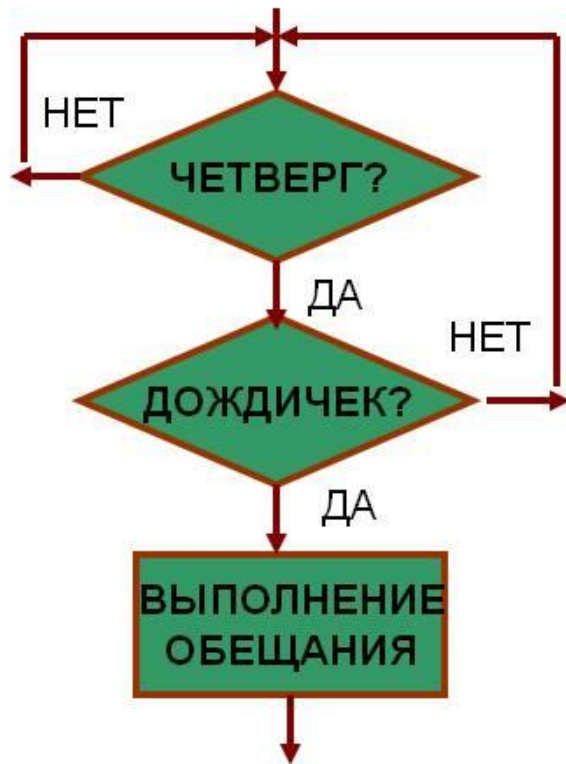 НЕТ
ЧЕТВЕРГ?
ДА
НЕТ
ДОЖДИЧЕК?
ДА
ВЫПОЛНЕНИЕ
ОБЕЩАНИЯ